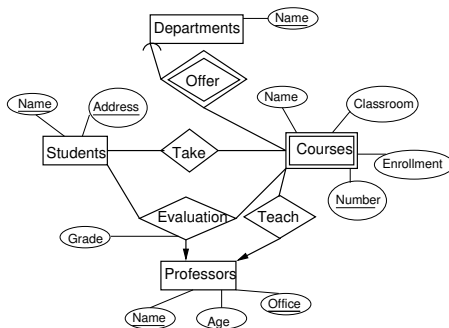 Name
Departments
Offer
Name
Classroom
Name
Address
Students
Take
Courses
Enrollment
Number
Evaluation
Teach
Grade
Professors
Name
Age
Office